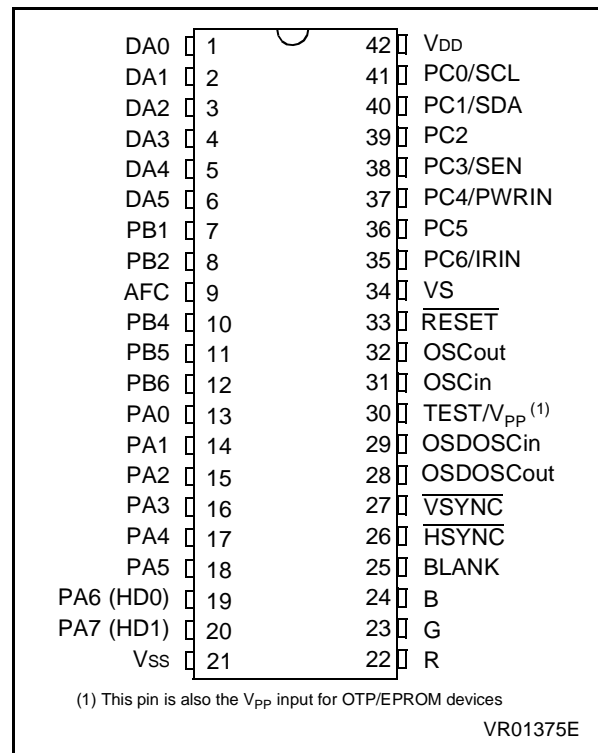 DA0 1 42 VDD
DA1 2 41 PC0/SCL
DA2 3 40 PC1/SDA
DA3 4 39 PC2
DA4 5 38 PC3/SEN
DA5 6 37 PC4/PWRIN
PB1 7 36 PC5
PB2 8 35 PC6/IRIN
AFC 9 34 VS
PB4 10 33 RESET
PB5 11 32 OSCout
PB6 12 31 OSCin
PA0 13 30 TEST/VPP (1)
PA1 14 29 OSDOSCin
PA2 15 28 OSDOSCout
PA3 16 27 VSYNC
PA4 17 26 HSYNC
PA5 18 25 BLANK
PA6 (HD0) 19 24 B
PA7 (HD1) 20 23 G
VSS 21 22 R
(1) This pin is also the VPP input for OTP/EPROM devices
VR01375E